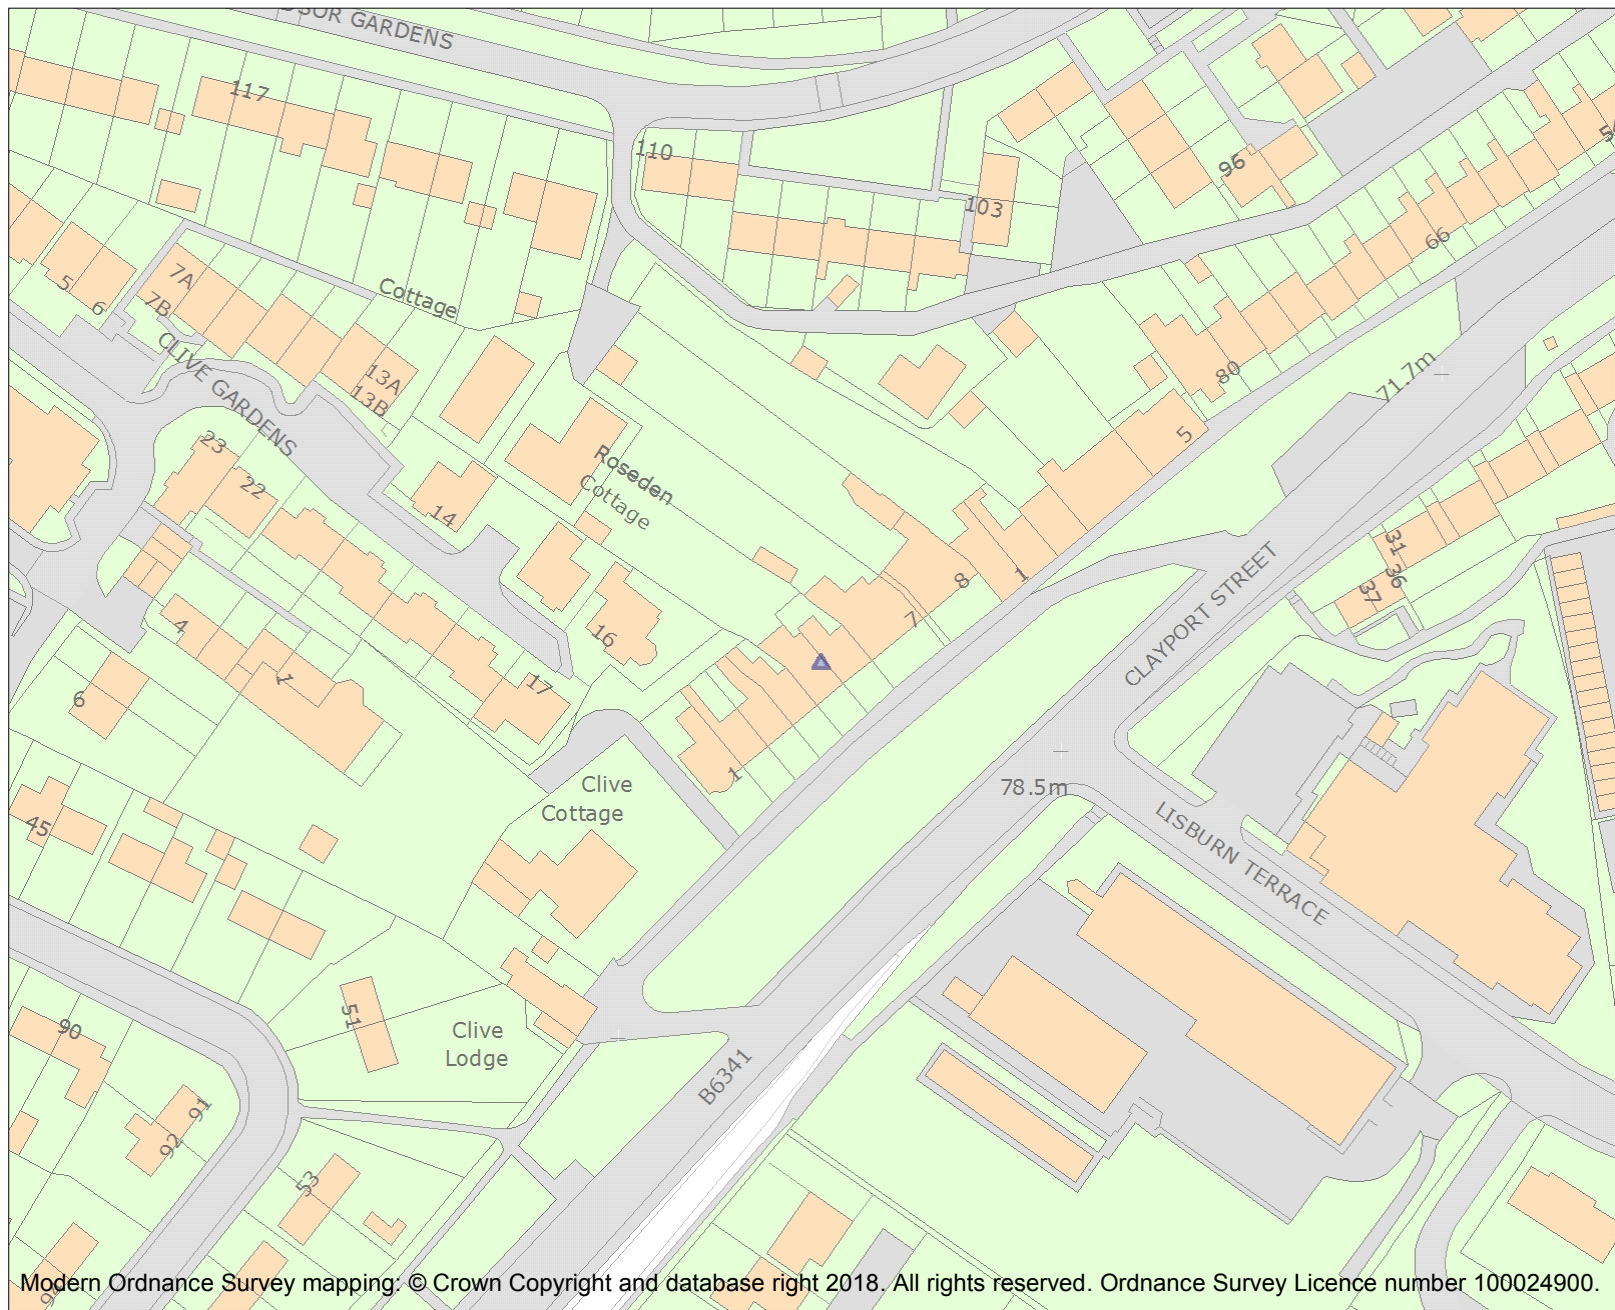 DSOR GARDENS
117
110
103
96
66
5
6
7A
7B
Cottage
CLIVE GARDENS
13A
13B
80
71.7m
5
23
22
14
Roseden
Cottage
31
36
37
8
1
7
CLAYPORT STREET
4
1
16
17
6
1
Clive
Cottage
78.5m
LISBURN TERRACE
45
51
Clive
Lodge
90
91
92
B6341
53
Modern Ordnance Survey mapping: © Crown Copyright and database right 2018. All rights reserved. Ordnance Survey Licence number 100024900.